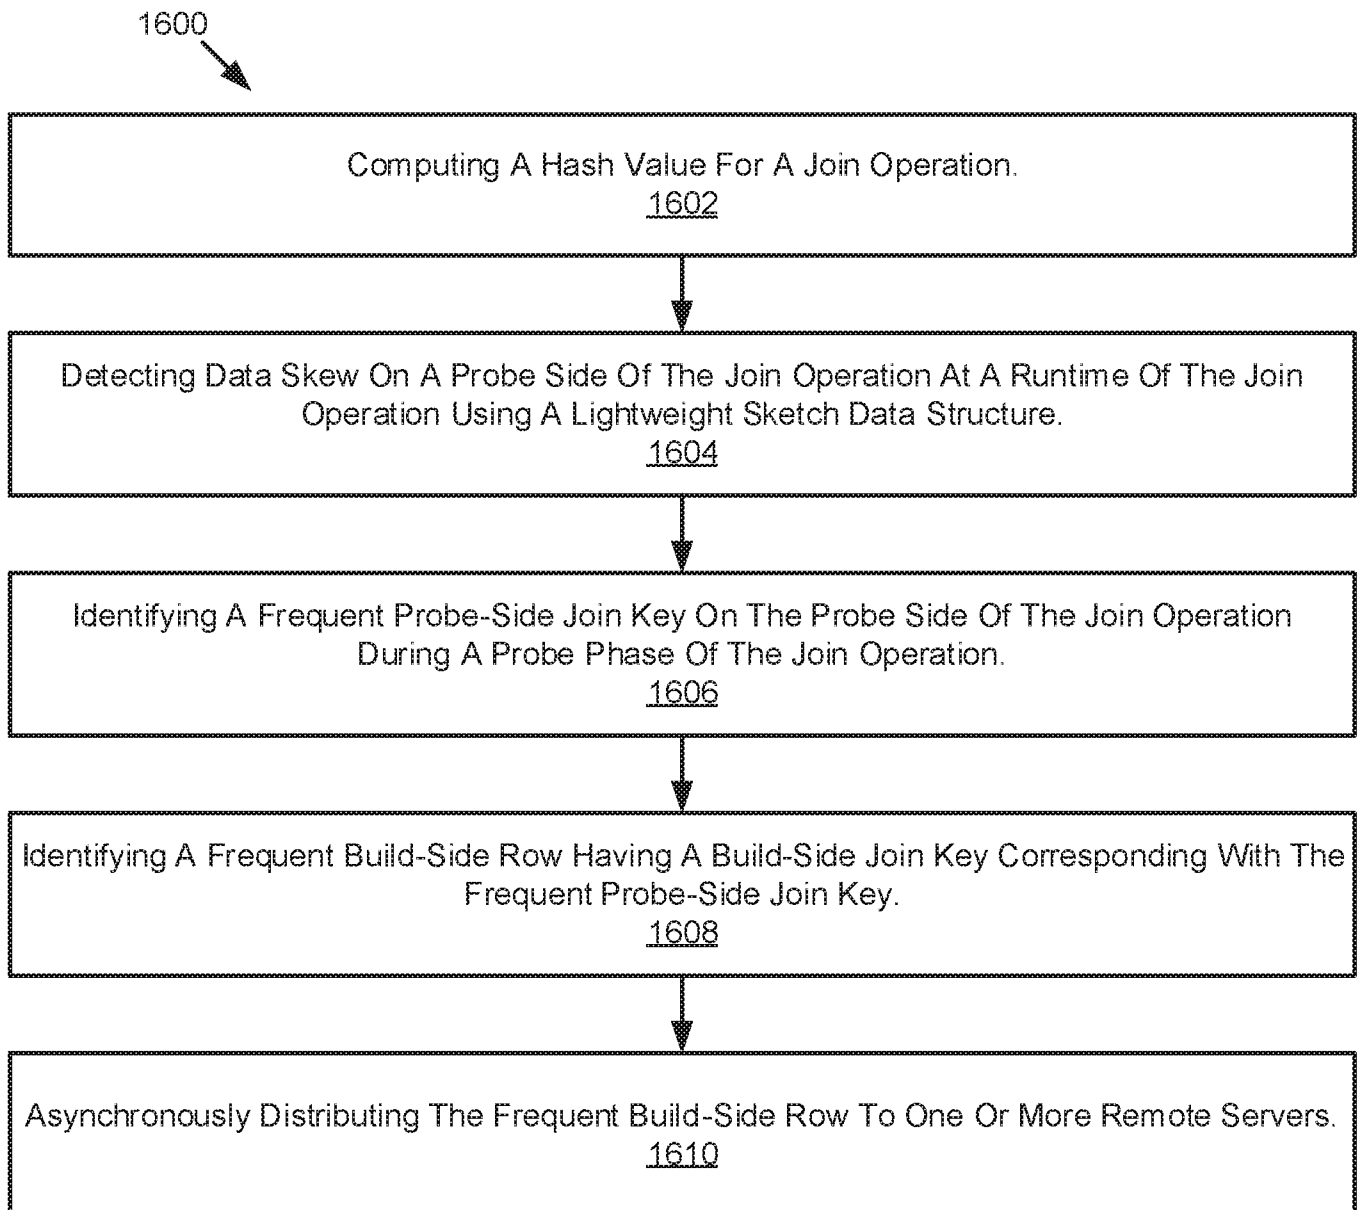 1600
Computing A Hash Value For A Join Operation.
1602
Detecting Data Skew On A Probe Side Of The Join Operation At A Runtime Of The Join
Operation Using A Lightweight Sketch Data Structure.
1604
Identifying A Frequent Probe-Side Join Key On The Probe Side Of The Join Operation
During A Probe Phase Of The Join Operation.
1606
Identifying A Frequent Build-Side Row Having A Build-Side Join Key Corresponding With The
Frequent Probe-Side Join Key.
1608
Asynchronously Distributing The Frequent Build-Side Row To One Or More Remote Servers.
1610